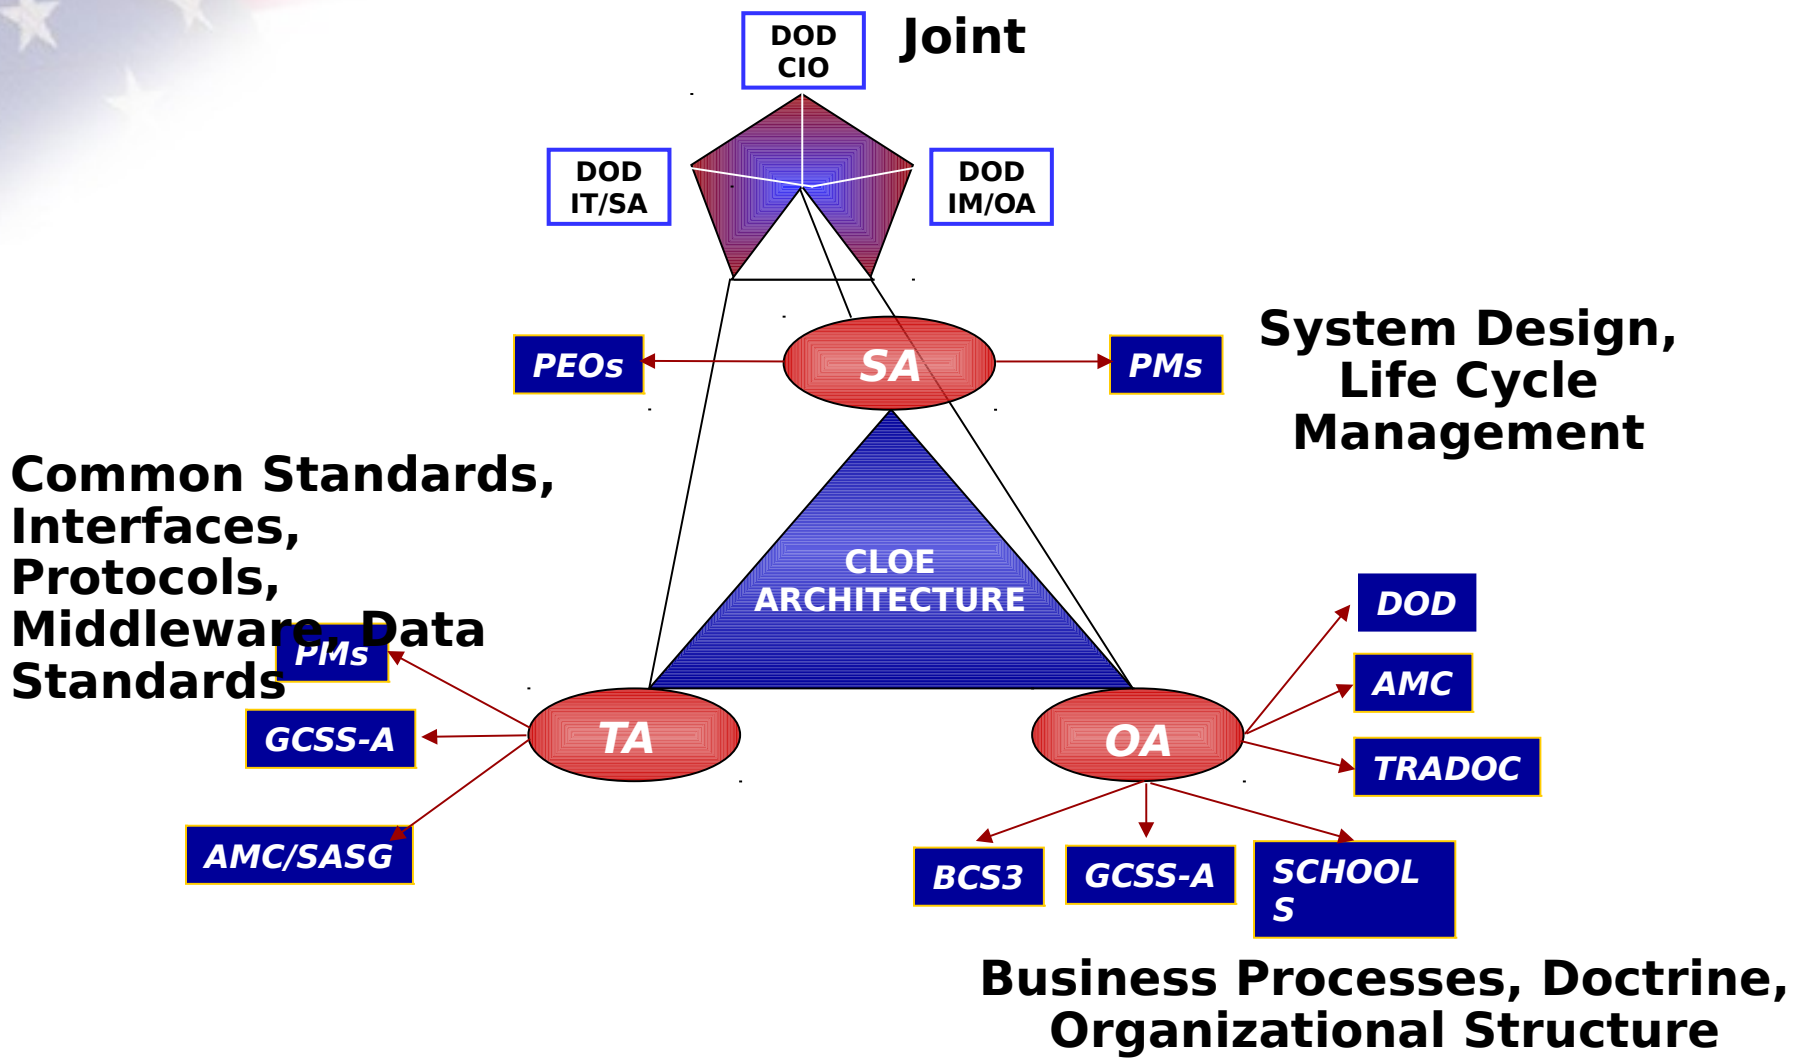 DOD
CIO
Joint
DOD
IT/SA
DOD
IM/OA
PEOs
SA
PMs
System Design,
Life Cycle
Management
Common Standards,
Interfaces,
Protocols,
Middleware, Data
Standards
CLOE
ARCHITECTURE
PMs
GCSS-A
AMC/SASG
TA
OA
DOD
AMC
TRADOC
BCS3
GCSS-A
SCHOOL
S
Business Processes, Doctrine,
Organizational Structure